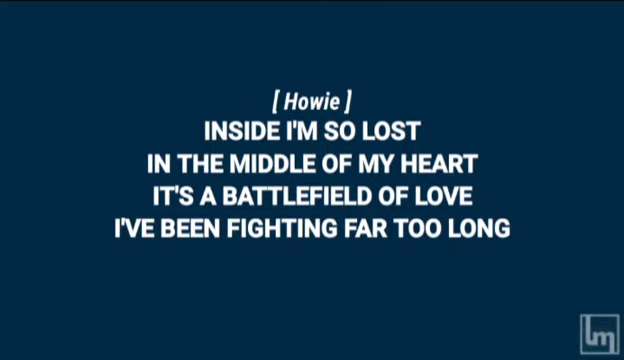 [ Howie ]
INSIDE I'M SO LOST
IN THE MIDDLE OF MY HEART
IT'S A BATTLEFIELD OF LOVE
I'VE BEEN FIGHTING FAR TOO LONG
lm